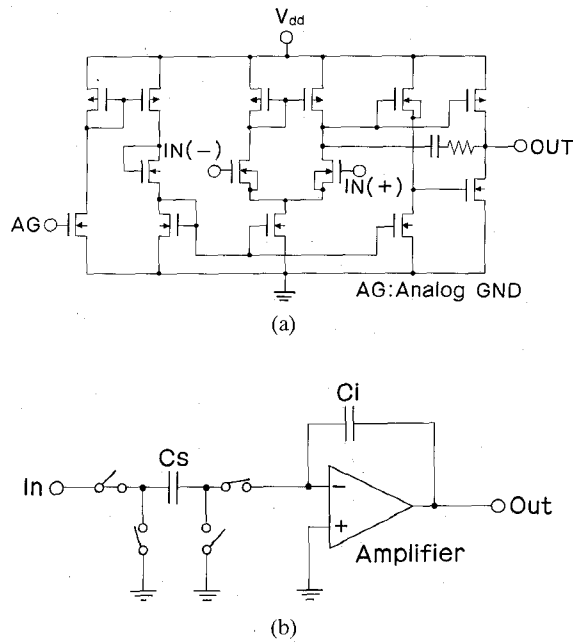 Vdd
IN(-)
OUT
IN(+)
AG
AG:Analog GND
(a)
Ci
Cs
In
-
+
Out
Amplifier
(b)